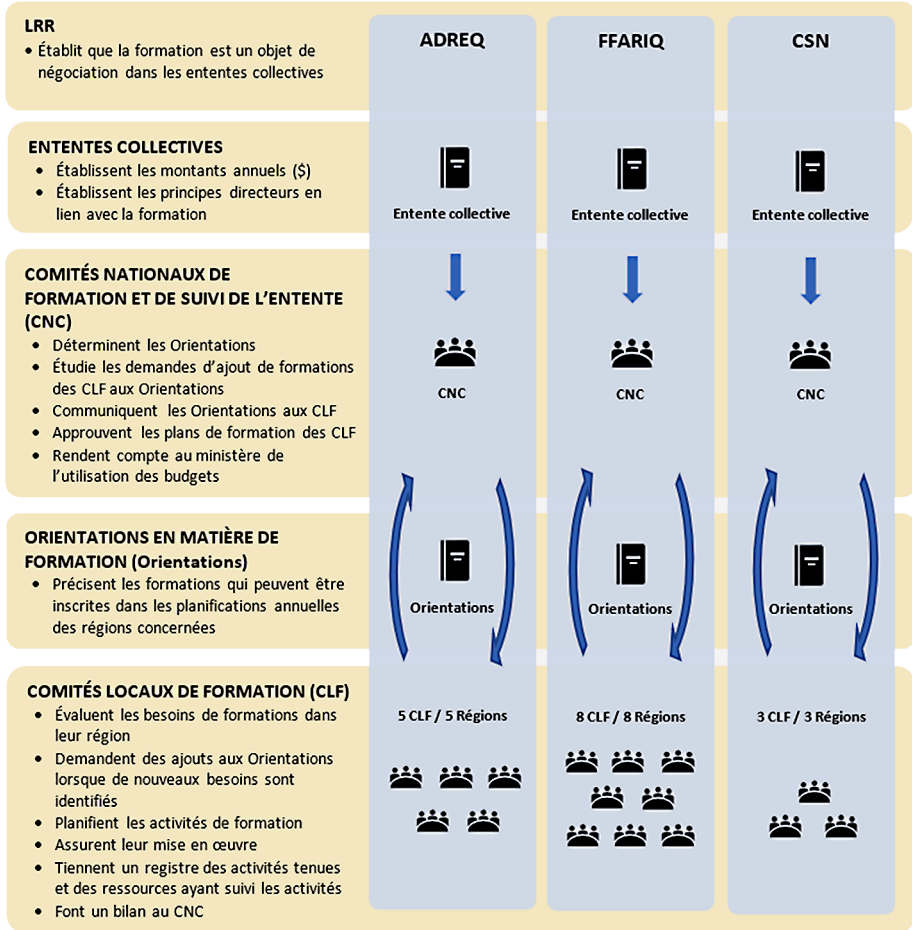 LRR
• Établit que la formation est un objet de
négociation dans les ententes collectives
ADREQ
FFARIQ
CSN
ENTENTES COLLECTIVES
• Établissent les montants annuels ($)
• Établissent les principes directeurs en
lien avec la formation
Entente collective
Entente collective
Entente collective
COMITÉS NATIONAUX DE
FORMATION ET DE SUIVI DE L'ENTENTE
(CNC)
• Déterminent les Orientations
• Étudie les demandes d'ajout de formations
des CLF aux Orientations
• Communiquent les Orientations aux CLF
• Approuvent les plans de formation des CLF
• Rendent compte au ministère de
l'utilisation des budgets
CNC
CNC
CNC
ORIENTATIONS EN MATIÈRE DE
FORMATION (Orientations)
• Précisent les formations qui peuvent être
inscrites dans les planifications annuelles
des régions concernées
Orientations
Orientations
Orientations
COMITÉS LOCAUX DE FORMATION (CLF)
• Évaluent les besoins de formations dans
leur région
• Demandent des ajouts aux Orientations
lorsque de nouveaux besoins sont
identifiés
• Planifient les activités de formation
• Assurent leur mise en œuvre
• Tiennent un registre des activités tenues
et des ressources ayant suivi les activités
• Font un bilan au CNC
5 CLF / 5 Régions
8 CLF / 8 Régions
3 CLF / 3 Régions